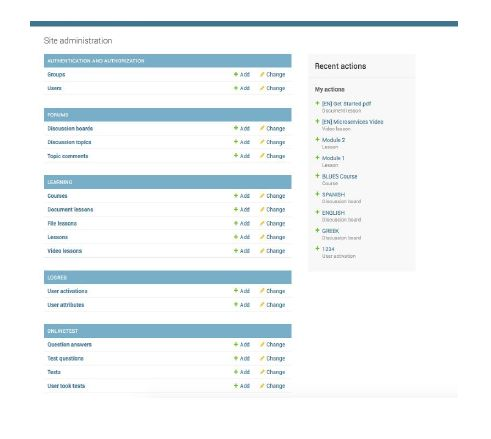 Site administration
AUTHENTICATION AND AUTHORIZATION
Groups + Add Change
Users + Add Change
FORUMS
Discussion boards + Add Change
Discussion topics + Add Change
Topic comments + Add Change
LEARNING
Courses + Add Change
Document lessons + Add Change
File lessons + Add Change
Lessons + Add Change
Video lessons + Add Change
User activations + Add Change
User attributes + Add Change
ONLINETEST
Question answers + Add Change
Test questions + Add Change
Tests + Add Change
User took tests + Add Change
Recent actions
My actions
+ [EN] Get Started.pdf
Document lesson
+ [EN] Microservices Video
Video lesson
+ Module 2
Lesson
+ Module 1
Lesson
+ BLUES Course
Course
+ SPANISH
Discussion board
+ ENGLISH
Discussion board
+ GREEK
Discussion board
+ 1234
User activation